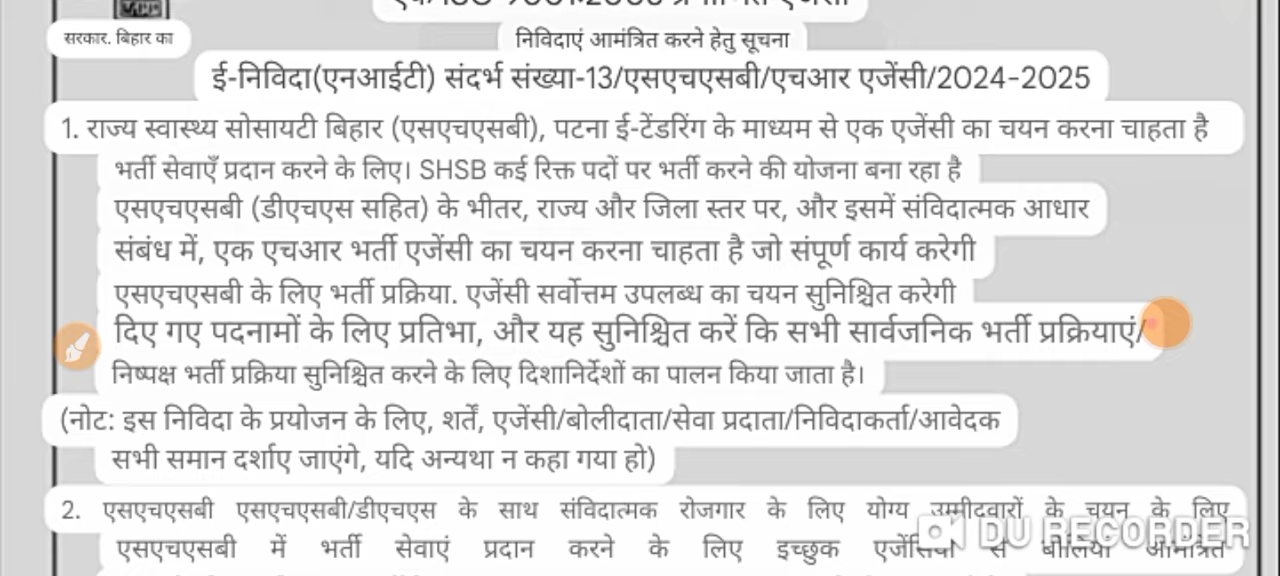 सरकार. बिहार का
निविदाएं आमंत्रित करने हेतु सूचना
ई-निविदा(एनआईटी) संदर्भ संख्या-13/एसएचएसबी/एचआर एजेंसी/2024-2025
1. राज्य स्वास्थ्य सोसायटी बिहार (एसएचएसबी), पटना ई-टेंडरिंग के माध्यम से एक एजेंसी का चयन करना चाहता है
भर्ती सेवाएँ प्रदान करने के लिए। SHSB कई रिक्त पदों पर भर्ती करने की योजना बना रहा है
एसएचएसबी (डीएचएस सहित) के भीतर, राज्य और जिला स्तर पर, और इसमें संविदात्मक आधार
संबंध में, एक एचआर भर्ती एजेंसी का चयन करना चाहता है जो संपूर्ण कार्य करेगी
एसएचएसबी के लिए भर्ती प्रक्रिया. एजेंसी सर्वोत्तम उपलब्ध का चयन सुनिश्चित करेगी
दिए गए पदनामों के लिए प्रतिभा, और यह सुनिश्चित करें कि सभी सार्वजनिक भर्ती प्रक्रियाएं/
निष्पक्ष भर्ती प्रक्रिया सुनिश्चित करने के लिए दिशानिर्देशों का पालन किया जाता है।
(नोट: इस निविदा के प्रयोजन के लिए, शर्तें, एजेंसी/बोलीदाता/सेवा प्रदाता/निविदाकर्ता/आवेदक
सभी समान दर्शाए जाएंगे, यदि अन्यथा न कहा गया हो)
2. एसएचएसबी एसएचएसबी/डीएचएस के साथ संविदात्मक रोजगार के लिए योग्य उम्मीदवारों के चयन के लिए
एसएचएसबी में भर्ती सेवाएं प्रदान करने के लिए इच्छुक एजेंसियों से बोलियां आमंत्रित
DU RECORDER